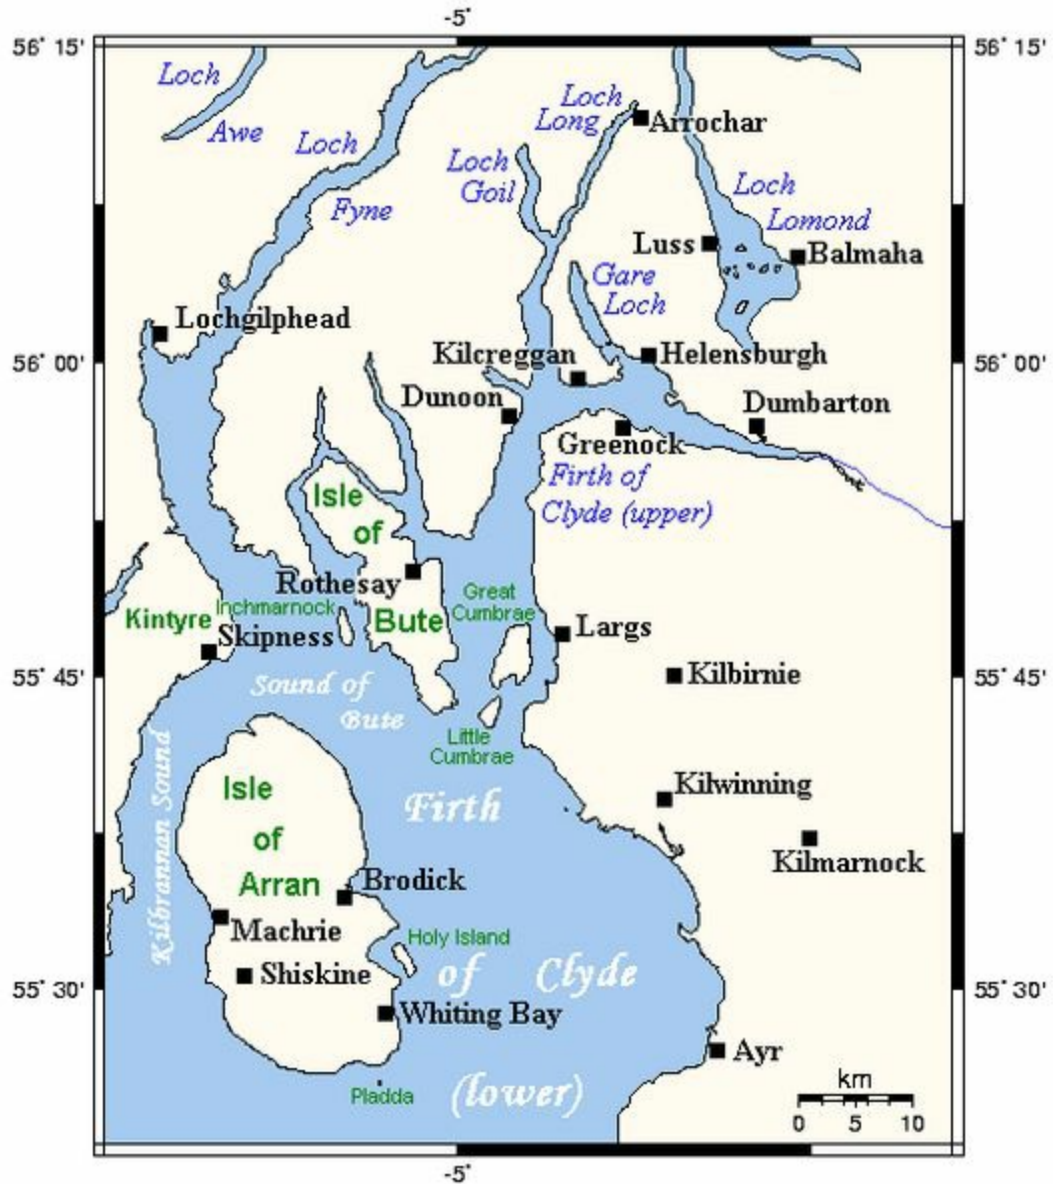 -5°
56° 15'
56° 15'
Loch
Awe
Loch
Fyne
Loch
Long
Arrochar
Loch
Goil
Loch
Lomond
Luss
Balmaha
Gare
Loch
Lochgilphead
56° 00'
Kilcreggan
Helensburgh
56° 00'
Dunoon
Dumbarton
Greenock
Firth of
Clyde (upper)
Isle
of
Bute
Rothesay
Great
Cumbrae
Inchmarnock
Kintyre
Skipness
Largs
55° 45'
Kilbirnie
55° 45'
Sound of
Bute
Little
Cumbrae
Kilbrannan Sound
Isle
of
Arran
Firth
Kilwinning
Kilmarnock
Brodick
Machrie
Holy Island
Shiskine
of Clyde
55° 30'
55° 30'
Whiting Bay
Ayr
Pladda
(lower)
km
0 5 10
-5°